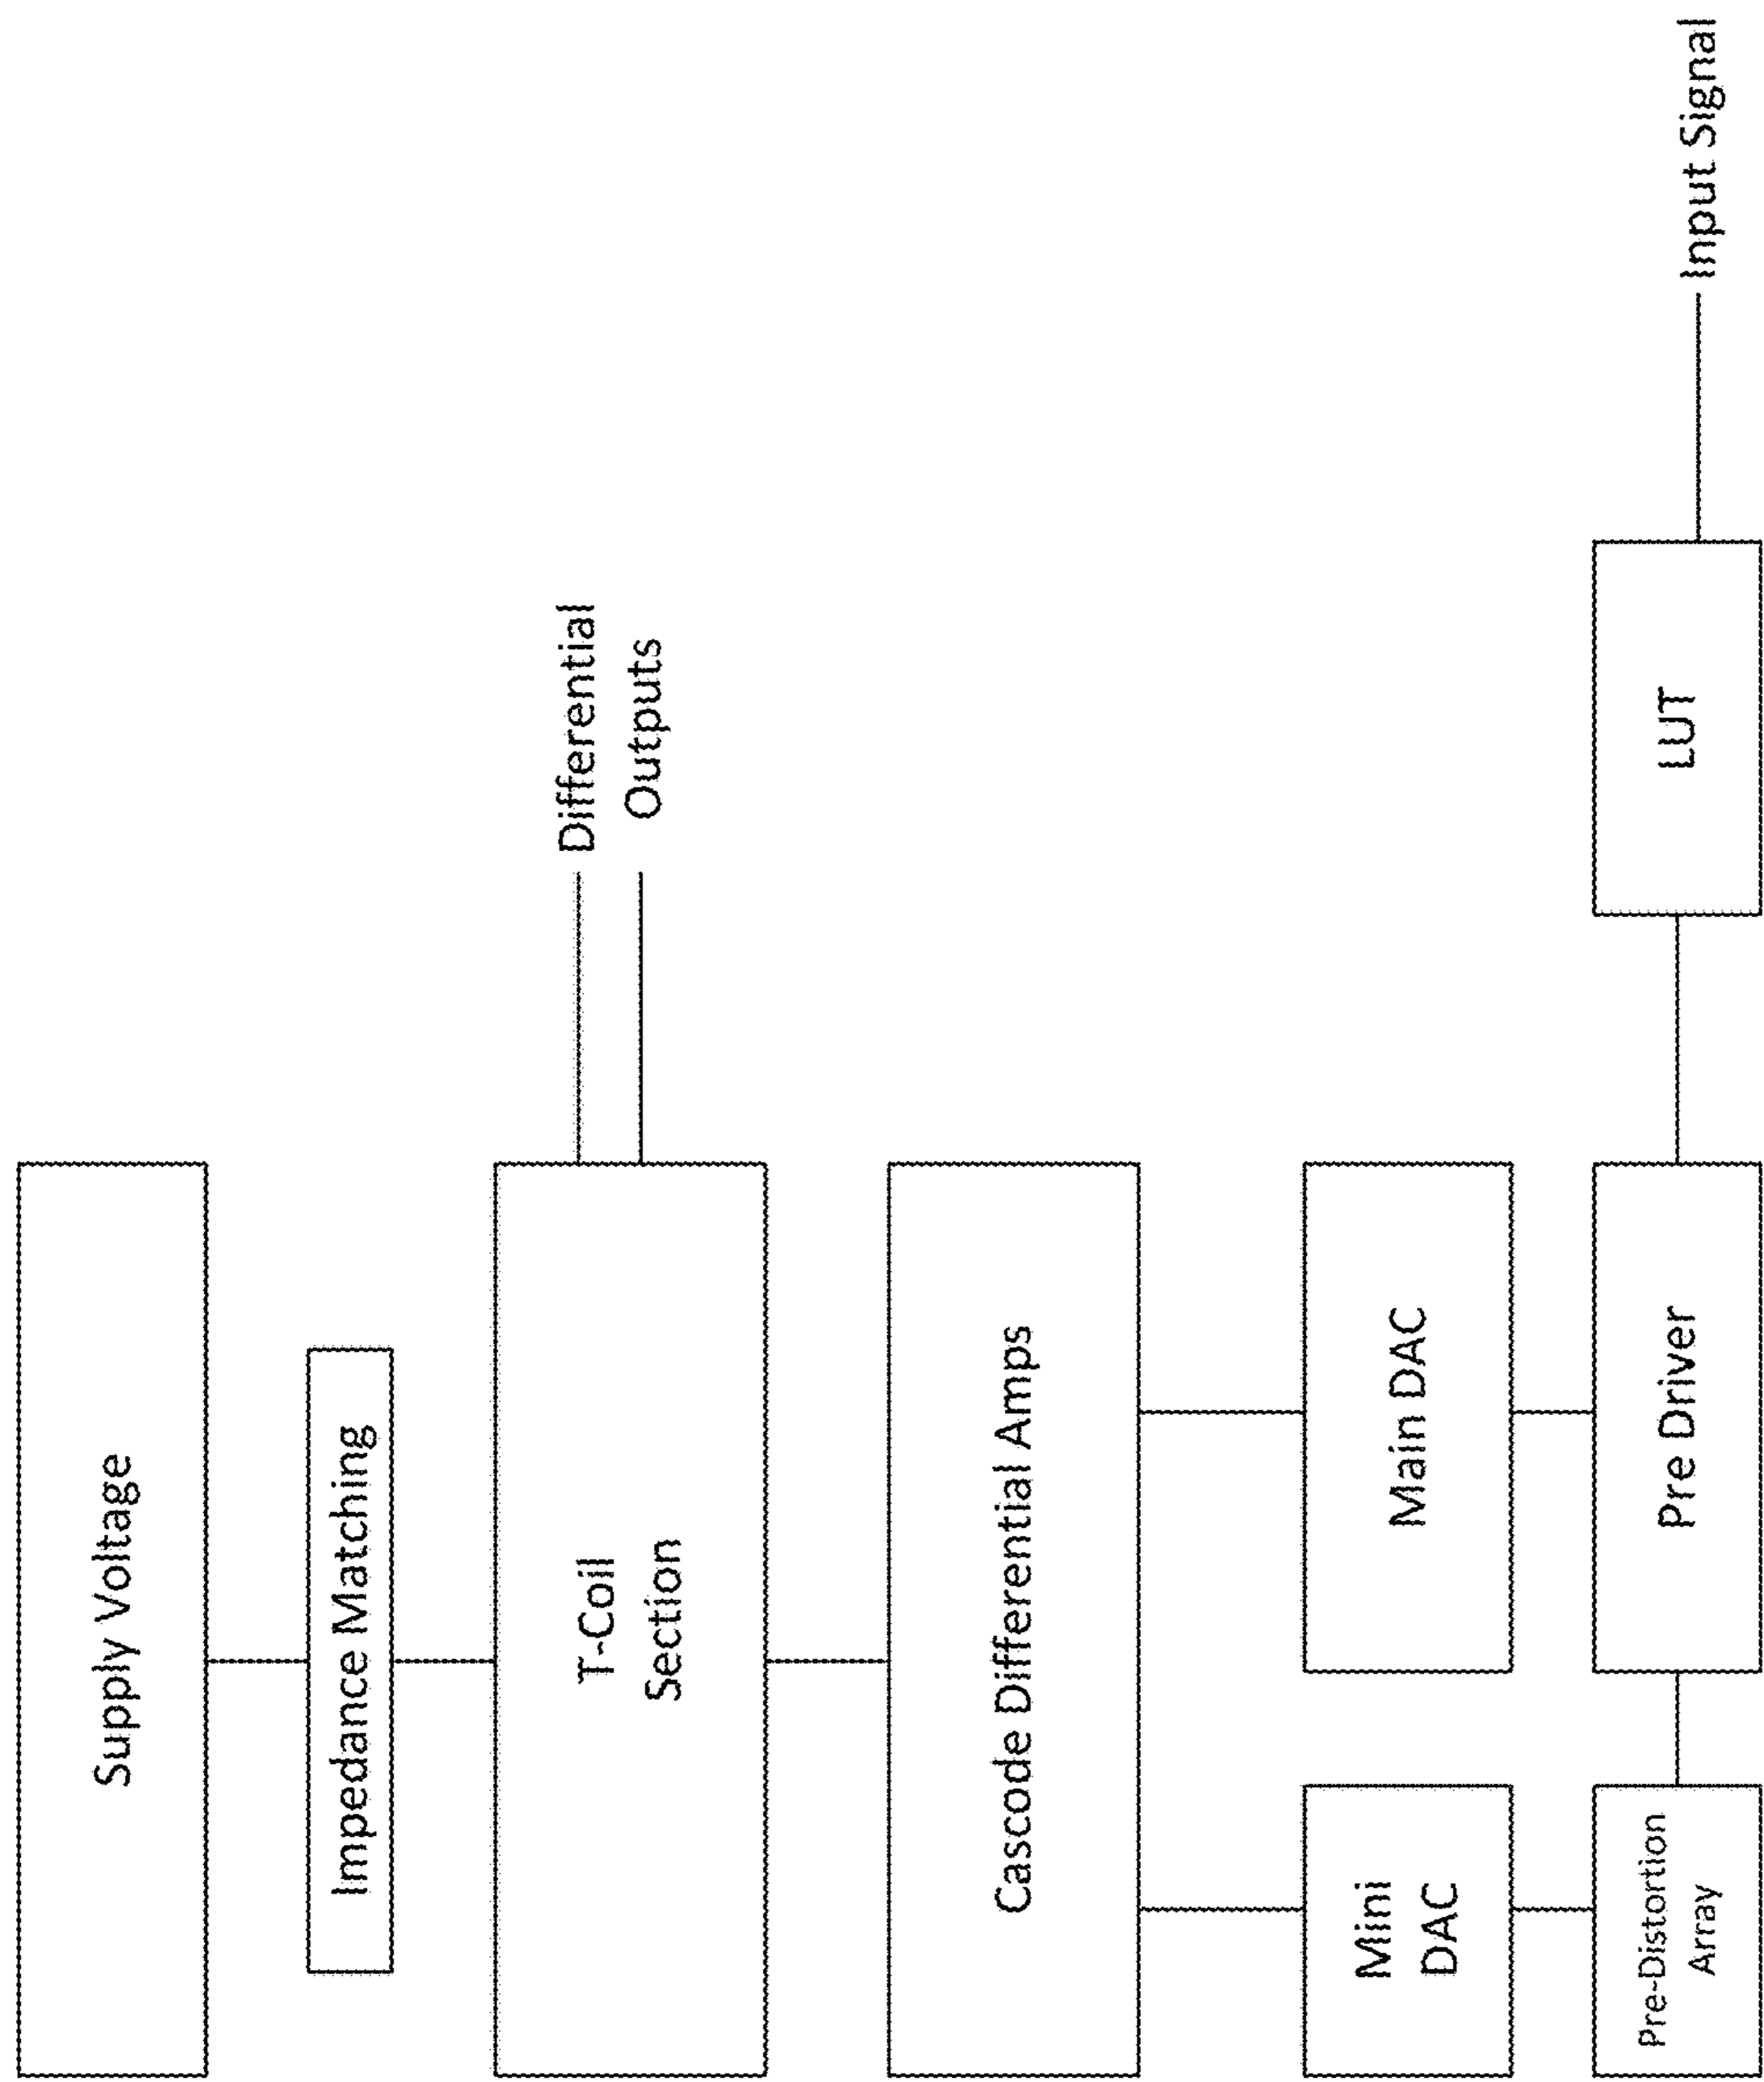 Supply Voltage
Impedance Matching
T-Coil
Section
Differential
Outputs
Cascode Differential Amps
Mini
DAC
Main DAC
Pre-Distortion
Array
Pre Driver
LUT
Input Signal